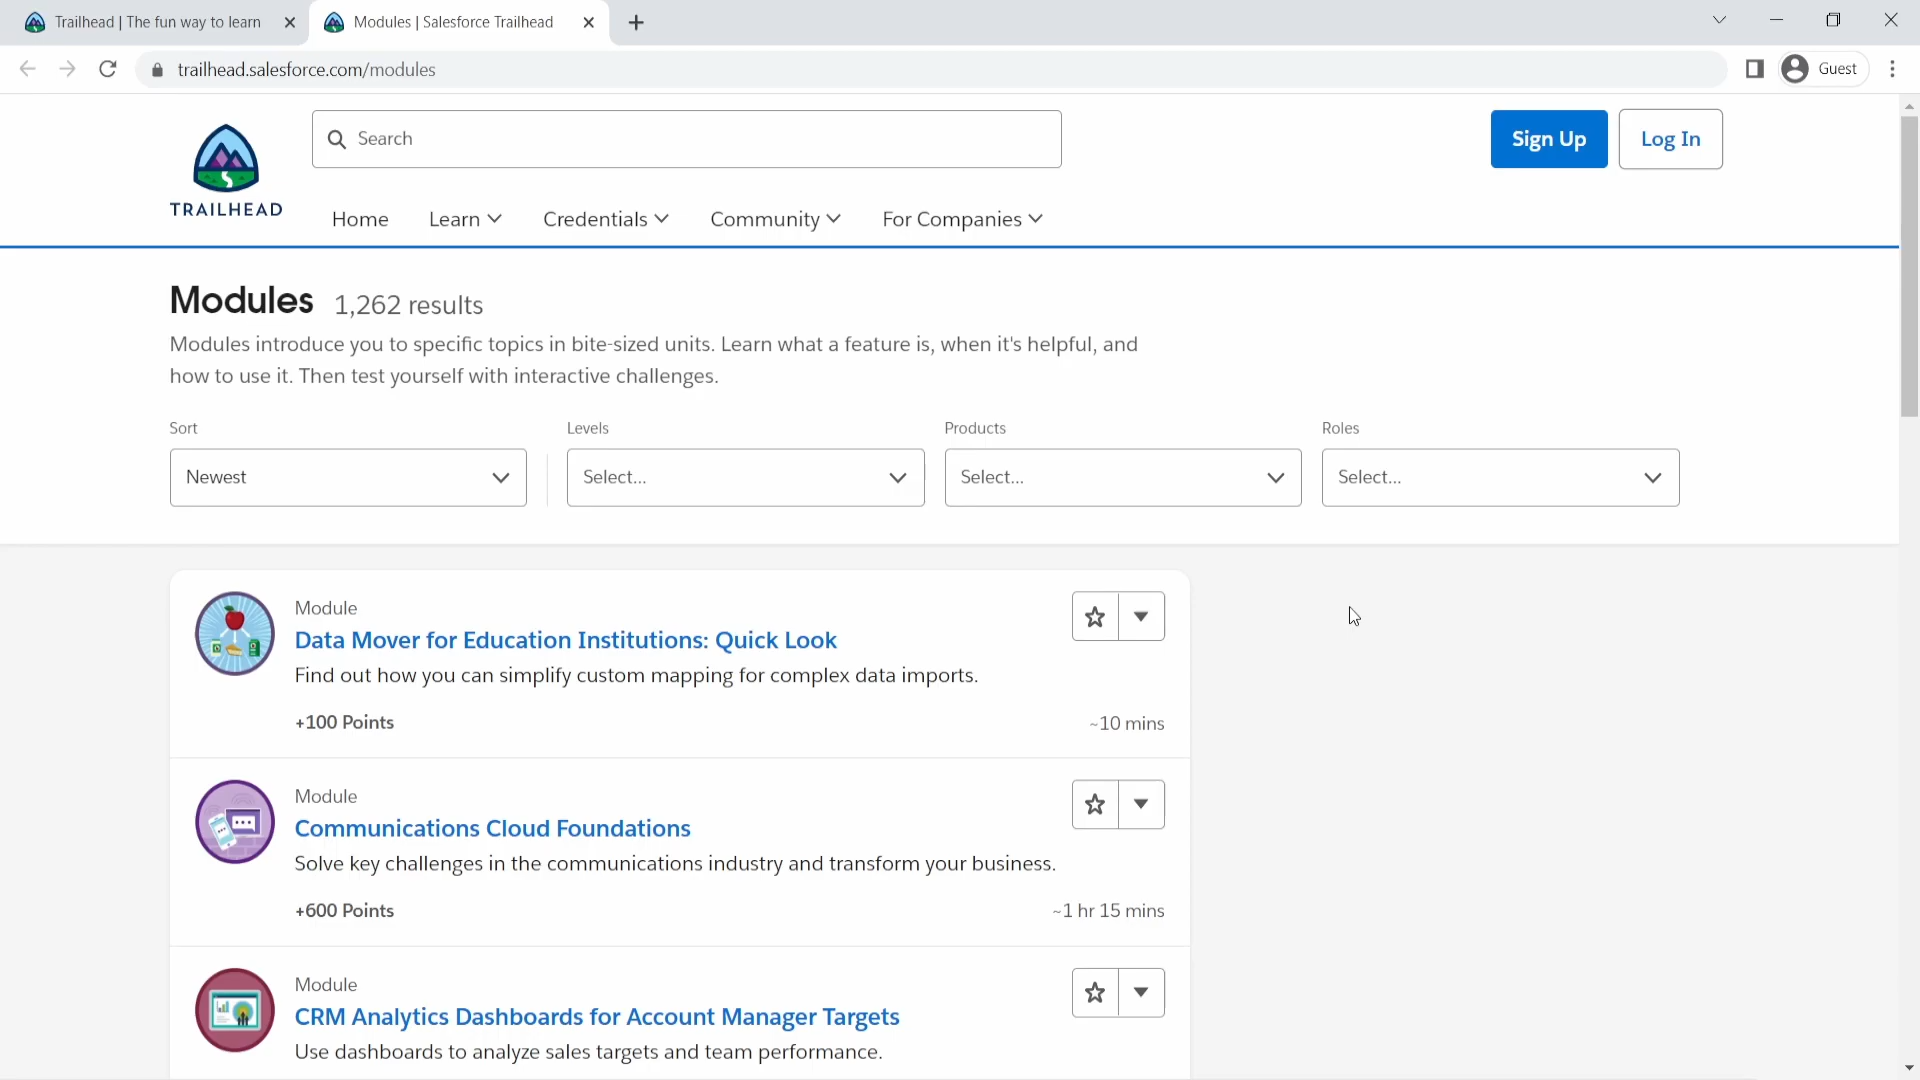 Trailhead | The fun way to learn
Modules | Salesforce Trailhead
trailhead.salesforce.com/modules
Guest
TRAILHEAD
Search
Sign Up
Log In
Home
Learn
Credentials
Community
For Companies
Modules 1,262 results
Modules introduce you to specific topics in bite-sized units. Learn what a feature is, when it's helpful, and
how to use it. Then test yourself with interactive challenges.
Sort
Levels
Products
Roles
Newest
Select...
Select...
Select...
Module
Data Mover for Education Institutions: Quick Look
Find out how you can simplify custom mapping for complex data imports.
+100 Points
~10 mins
Module
Communications Cloud Foundations
Solve key challenges in the communications industry and transform your business.
+600 Points
~1 hr 15 mins
Module
CRM Analytics Dashboards for Account Manager Targets
Use dashboards to analyze sales targets and team performance.